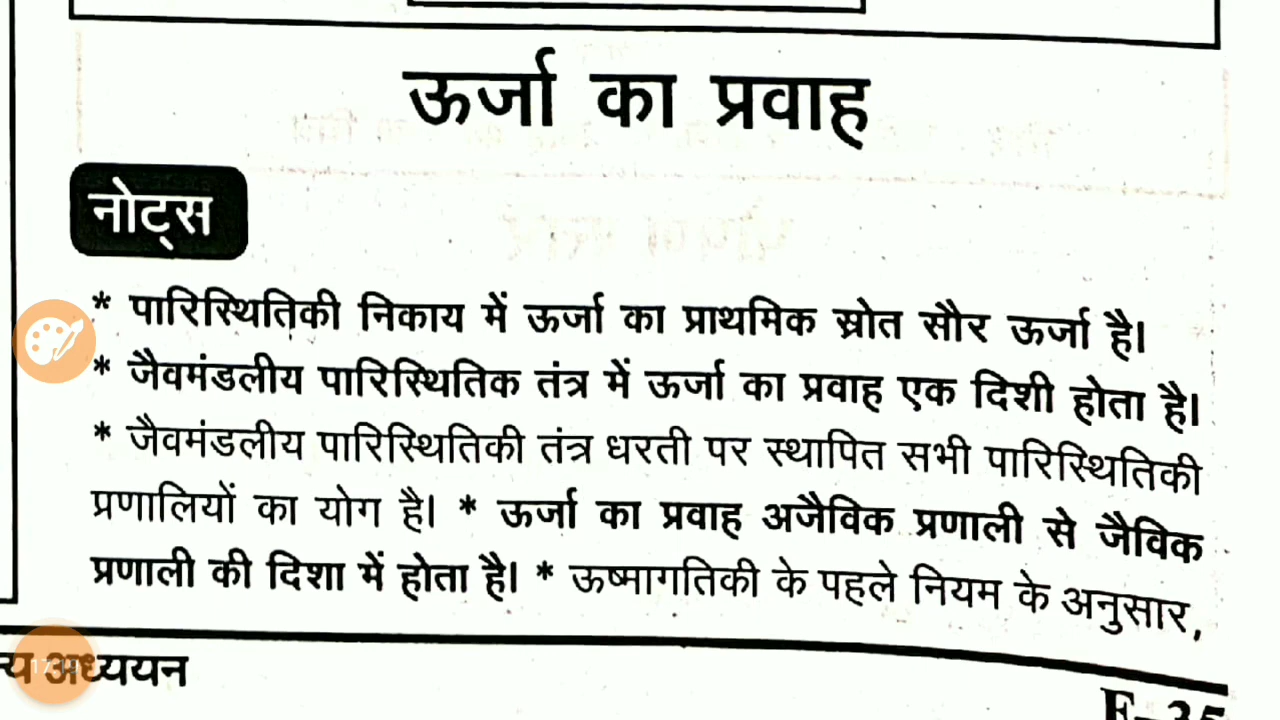 ऊर्जा का प्रवाह
नोट्स
* पारिस्थितिकी निकाय में ऊर्जा का प्राथमिक स्रोत सौर ऊर्जा है।
* जैवमंडलीय पारिस्थितिक तंत्र में ऊर्जा का प्रवाह एक दिशी होता है।
* जैवमंडलीय पारिस्थितिकी तंत्र धरती पर स्थापित सभी पारिस्थितिकी
प्रणालियों का योग है। * ऊर्जा का प्रवाह अजैविक प्रणाली से जैविक
प्रणाली की दिशा में होता है। * ऊष्मागतिकी के पहले नियम के अनुसार,
अध्ययन